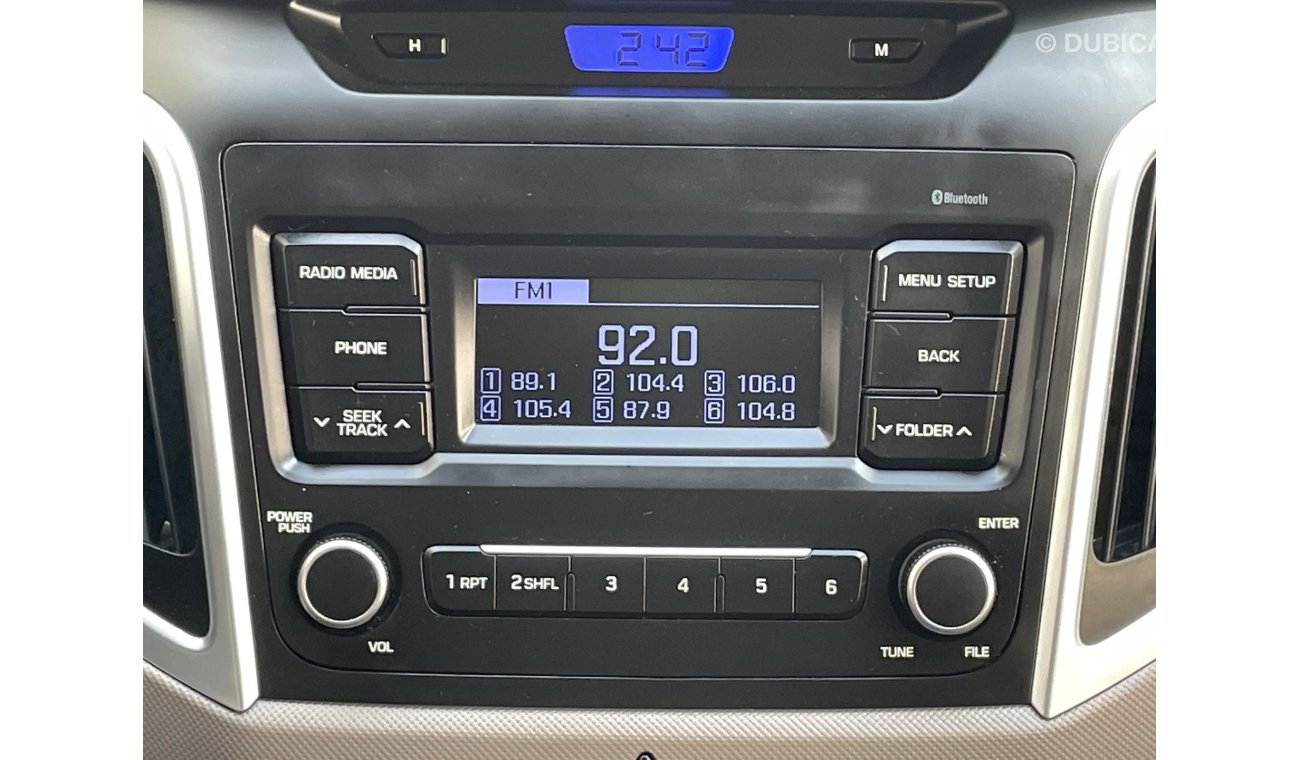 © DUBICA
H
2:42
M
Bluetooth
RADIO MEDIA
PHONE
SEEK
TRACK
FM1
92.0
1 89.1 2 104.4 3 106.0
4 105.4 5 87.9 6 104.8
MENU SETUP
BACK
FOLDER
POWER
PUSH
VOL
1 RPT 2 SHFL 3 4 5 6
ENTER
TUNE FILE